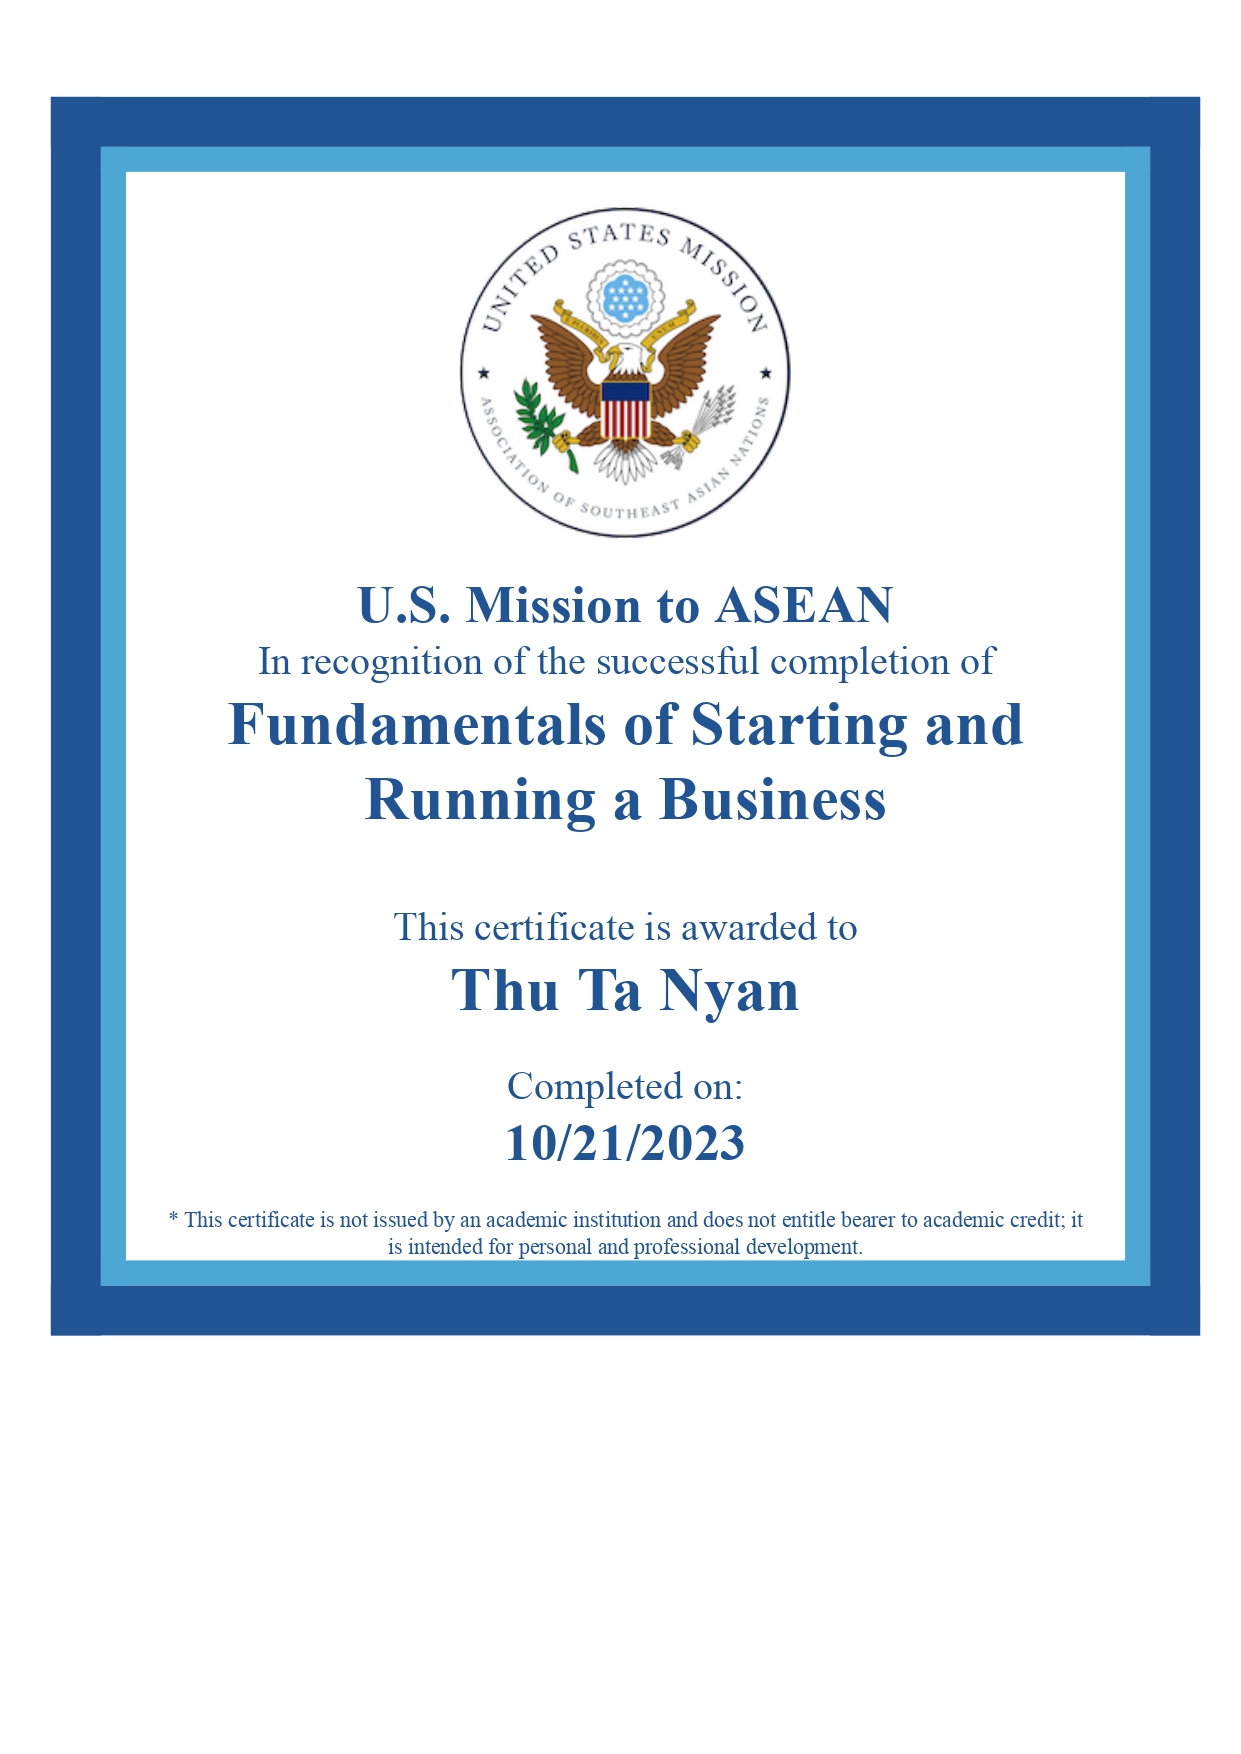 UNITED STATES MISSION
E PLURIBUS UNUM
ASSOCIATION OF SOUTHEAST ASIAN NATIONS
U.S. Mission to ASEAN
In recognition of the successful completion of
Fundamentals of Starting and
Running a Business
This certificate is awarded to
Thu Ta Nyan
Completed on:
10/21/2023
* This certificate is not issued by an academic institution and does not entitle bearer to academic credit; it
is intended for personal and professional development.